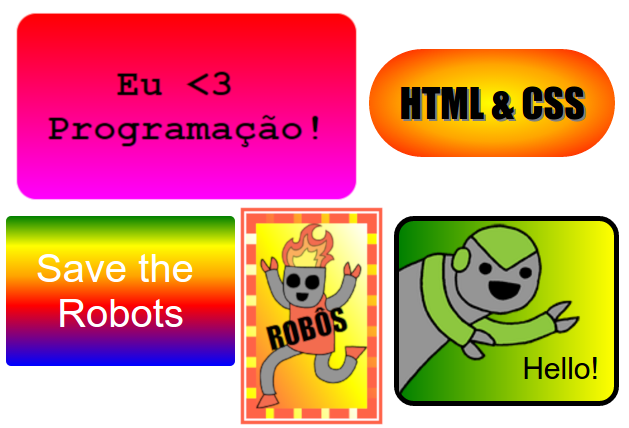 Eu <3
Programação!
HTML & CSS
Save the
Robots
ROBÔS
Hello!